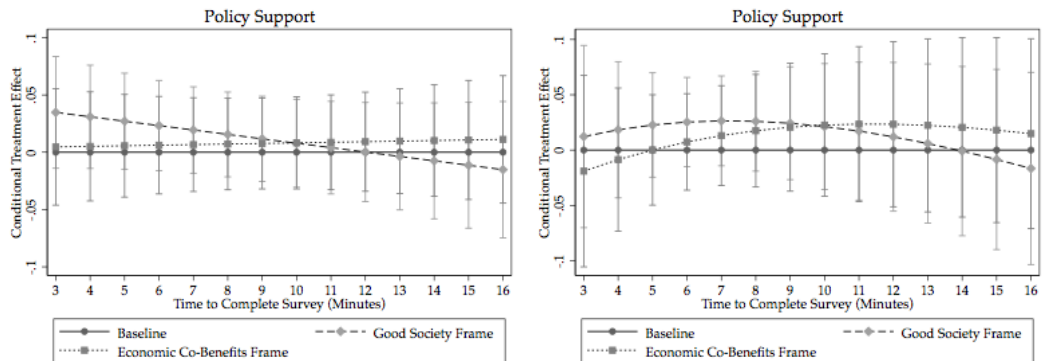 Policy Support
Conditional Treatment Effect
.1
.05
0
-.05
-.1
3 4 5 6 7 8 9 10 11 12 13 14 15 16
Time to Complete Survey (Minutes)
Baseline
Good Society Frame
Economic Co-Benefits Frame
Policy Support
Conditional Treatment Effect
.1
.05
0
-.05
-.1
3 4 5 6 7 8 9 10 11 12 13 14 15 16
Time to Complete Survey (Minutes)
Baseline
Good Society Frame
Economic Co-Benefits Frame